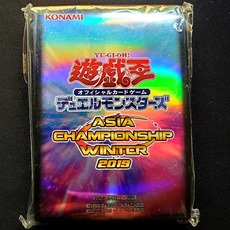 KONAMI
YU-GI-OH!
遊戯王
オフィシャルカードゲーム
デュエルモンスターズ
ASIA
CHAMPIONSHIP
WINTER
2019